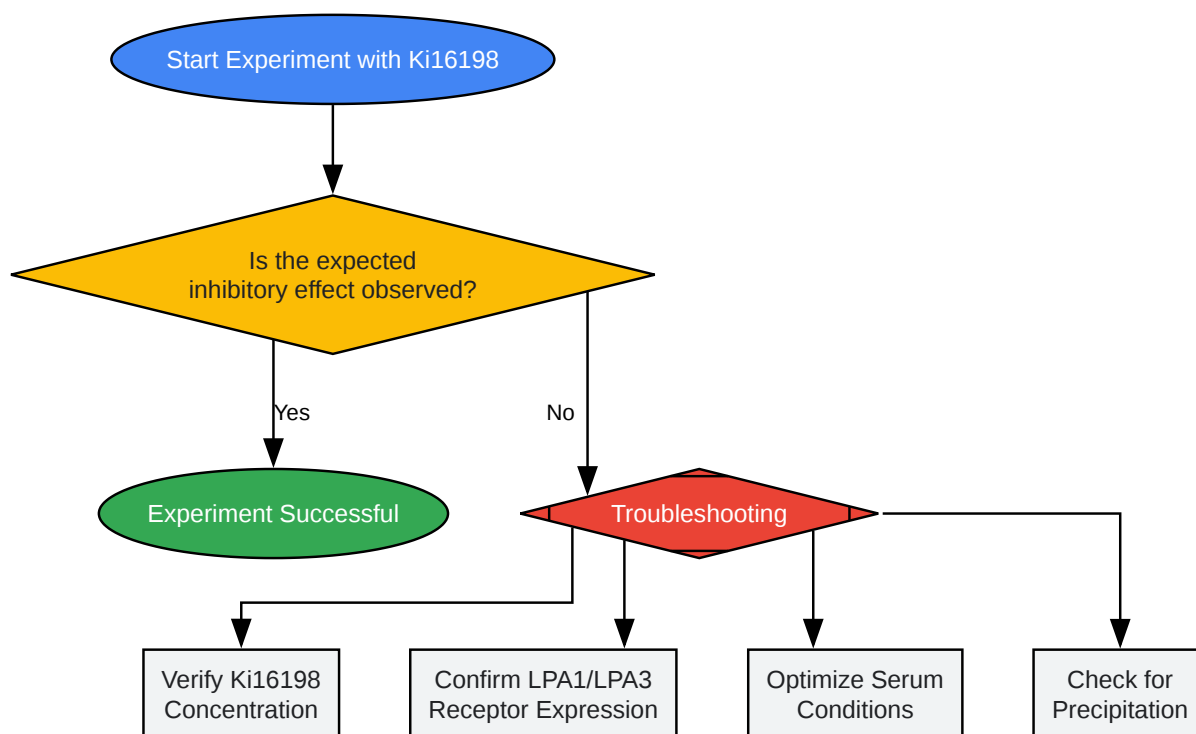 Start Experiment with Ki16198
Is the expected
inhibitory effect observed?
Yes
No
Experiment Successful
Troubleshooting
Verify Ki16198
Concentration
Confirm LPA1/LPA3
Receptor Expression
Optimize Serum
Conditions
Check for
Precipitation